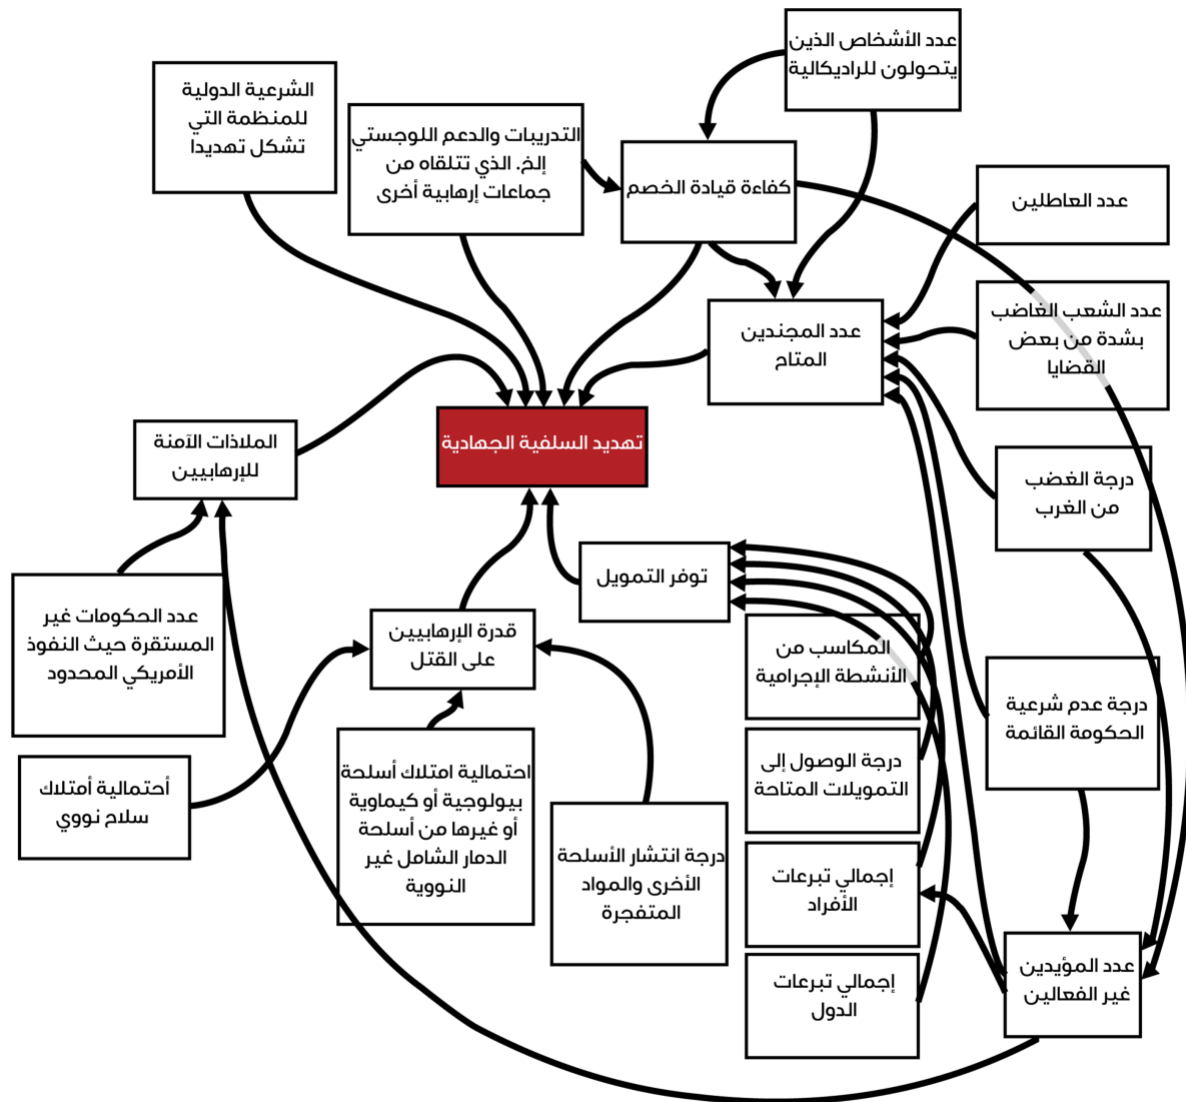 عدد الأشخاص الذين
يتحولون للراديكالية
الشرعية الدولية
للمنظمة التي
تشكل تهديدا
التدريبات والدعم اللوجستي
إلخ. الذي تتلقاه من
جماعات إرهابية أخرى
كفاءة قيادة الخصم
عدد العاطلين
عدد الشعب الغاضب
بشدة من بعض
القضايا
عدد المجندين
المتاح
تهديد السلفية الجهادية
الملاذات الآمنة
للإرهابيين
درجة الغضب
من الغرب
توفر التمويل
عدد الحكومات غير
المستقرة حيث النفوذ
الأمريكي المحدود
قدرة الإرهابيين
على القتل
المكاسب من
الأنشطة الإجرامية
درجة عدم شرعية
الحكومة القائمة
أحتمالية أمتلاك
سلاح نووي
احتمالية امتلاك أسلحة
بيولوجية أو كيماوية
أو غيرها من أسلحة
الدمار الشامل غير
النووية
درجة انتشار الأسلحة
الأخرى والمواد
المتفجرة
درجة الوصول إلى
التمويلات المتاحة
إجمالي تبرعات
الأفراد
إجمالي تبرعات
الدول
عدد المؤيدين
غير الفعالين